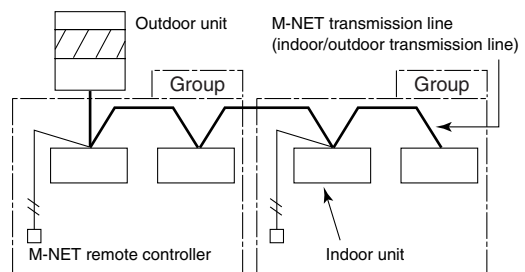 Outdoor unit
M-NET transmission line
(indoor/outdoor transmission line)
Group
Group
M-NET remote controller
Indoor unit